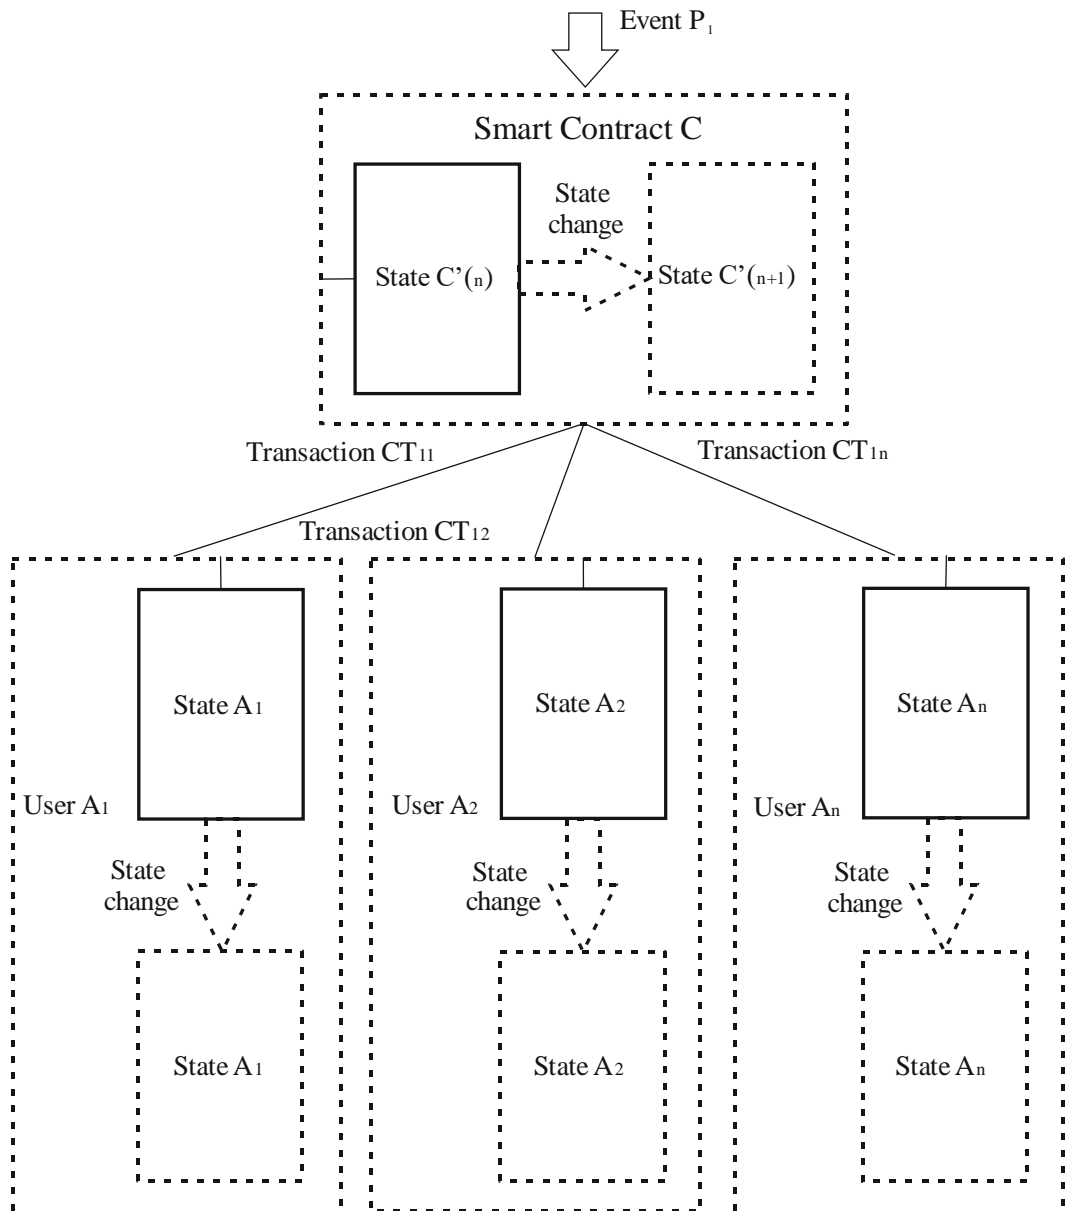 Event P₁
Smart Contract C
State
change
State C’(n)
State C’(n+1)
Transaction CT₁₁
Transaction CT₁ₙ
Transaction CT₁₂
State A₁
State A₂
State Aₙ
User A₁
User A₂
User Aₙ
State
change
State
change
State
change
State A₁
State A₂
State Aₙ